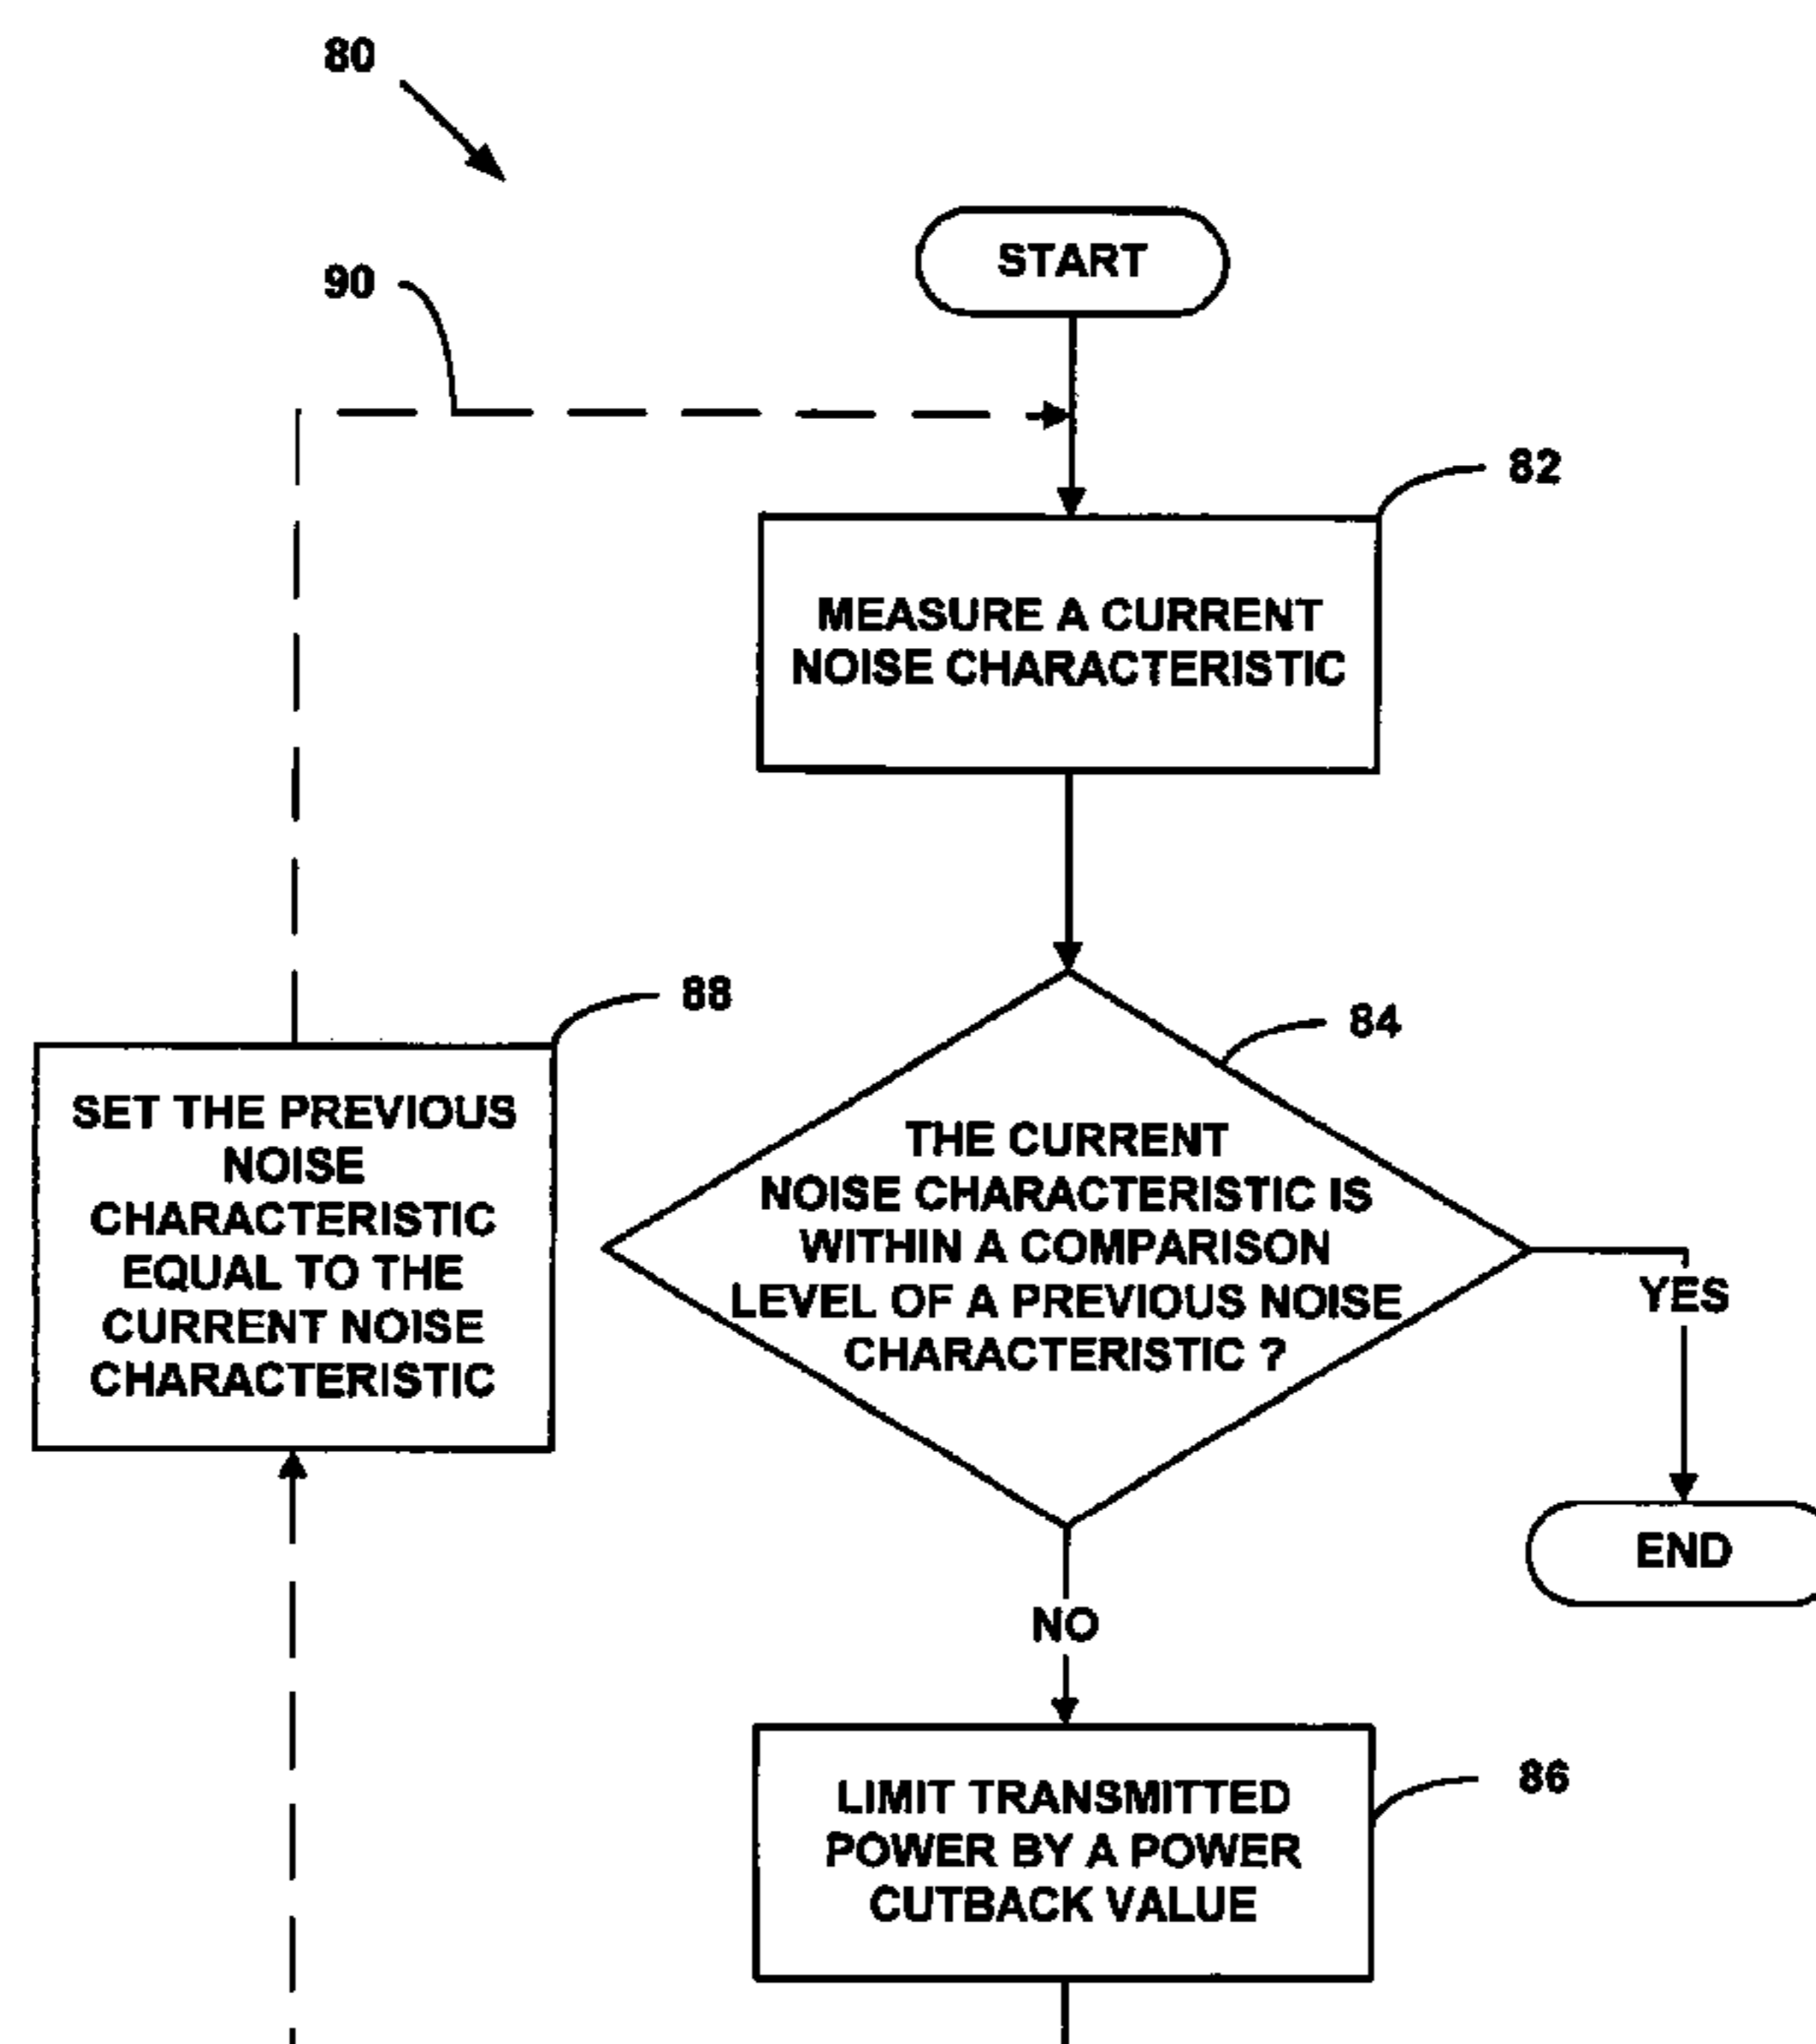 80
START
90
82
MEASURE A CURRENT
NOISE CHARACTERISTIC
88
84
SET THE PREVIOUS
NOISE
CHARACTERISTIC
EQUAL TO THE
CURRENT NOISE
CHARACTERISTIC
THE CURRENT
NOISE CHARACTERISTIC IS
WITHIN A COMPARISON
LEVEL OF A PREVIOUS NOISE
CHARACTERISTIC ?
YES
END
NO
86
LIMIT TRANSMITTED
POWER BY A POWER
CUTBACK VALUE